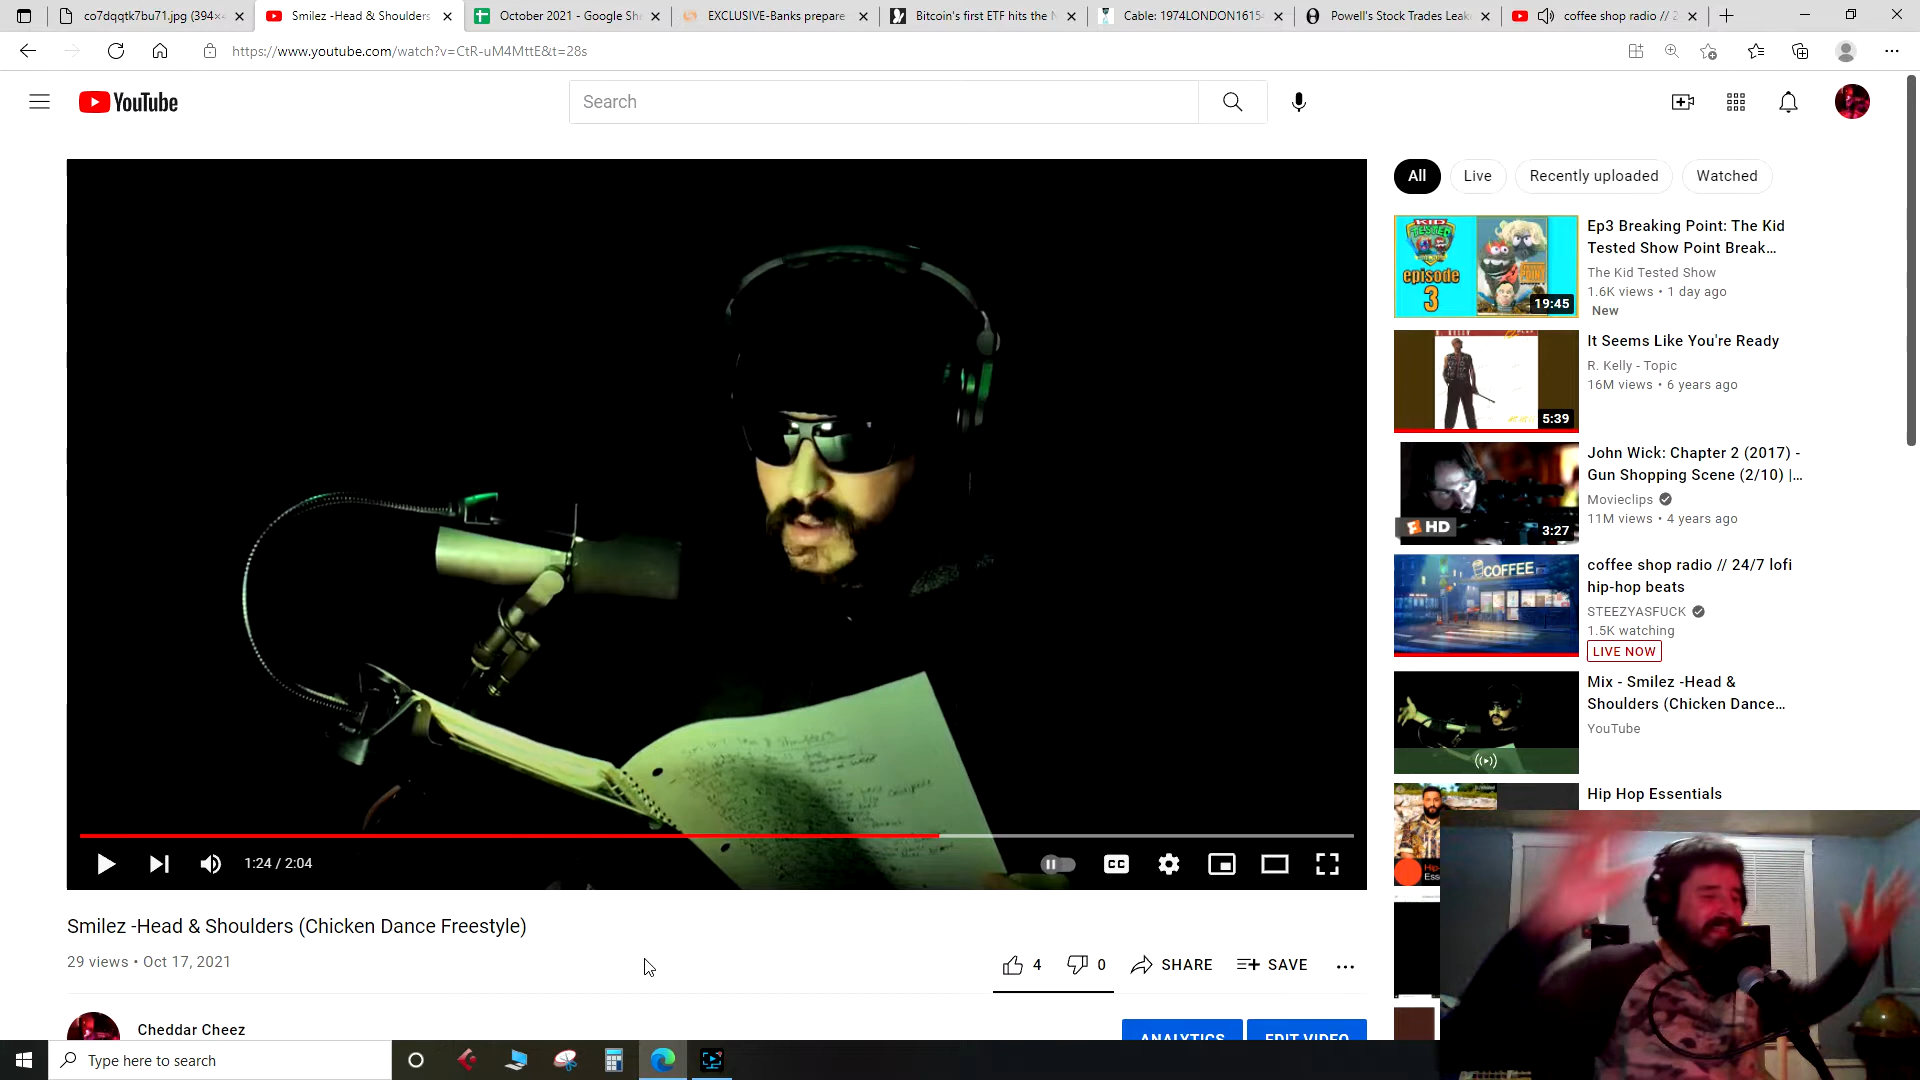 co7dqqtk7bu71.jpg (394×
Smilez -Head & Shoulders
October 2021 - Google Sh
EXCLUSIVE-Banks prepare
Bitcoin's first ETF hits the N
Cable: 1974LONDON1615
Powell's Stock Trades Leak
coffee shop radio // 2
https://www.youtube.com/watch?v=CtR-uM4MttE&t=28s
YouTube
Search
All
Live
Recently uploaded
Watched
KID
TESTED
episode
3
19:45
Ep3 Breaking Point: The Kid
Tested Show Point Break...
The Kid Tested Show
1.6K views • 1 day ago
New
5:39
It Seems Like You're Ready
R. Kelly - Topic
16M views • 6 years ago
HD
3:27
John Wick: Chapter 2 (2017) -
Gun Shopping Scene (2/10) |...
Movieclips
11M views • 4 years ago
COFFEE
coffee shop radio // 24/7 lofi
hip-hop beats
STEEZYASFUCK
1.5K watching
LIVE NOW
Mix - Smilez -Head &
Shoulders (Chicken Dance...
YouTube
Hip Hop Essentials
1:24 / 2:04
CC
Smilez -Head & Shoulders (Chicken Dance Freestyle)
29 views • Oct 17, 2021
4
0
SHARE
SAVE
Cheddar Cheez
ANALYTICS
EDIT VIDEO
Type here to search